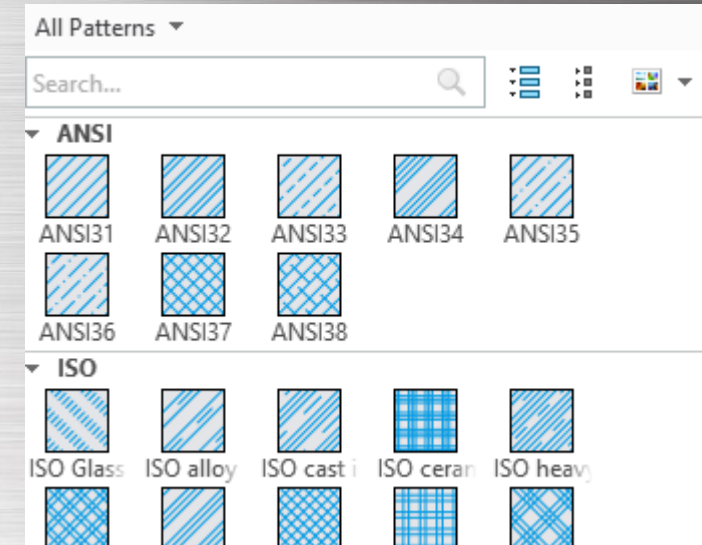 All Patterns
Search...
ANSI
ANSI31 ANSI32 ANSI33 ANSI34 ANSI35
ANSI36 ANSI37 ANSI38
ISO
ISO Glass ISO alloy ISO cast i ISO ceran ISO heavy